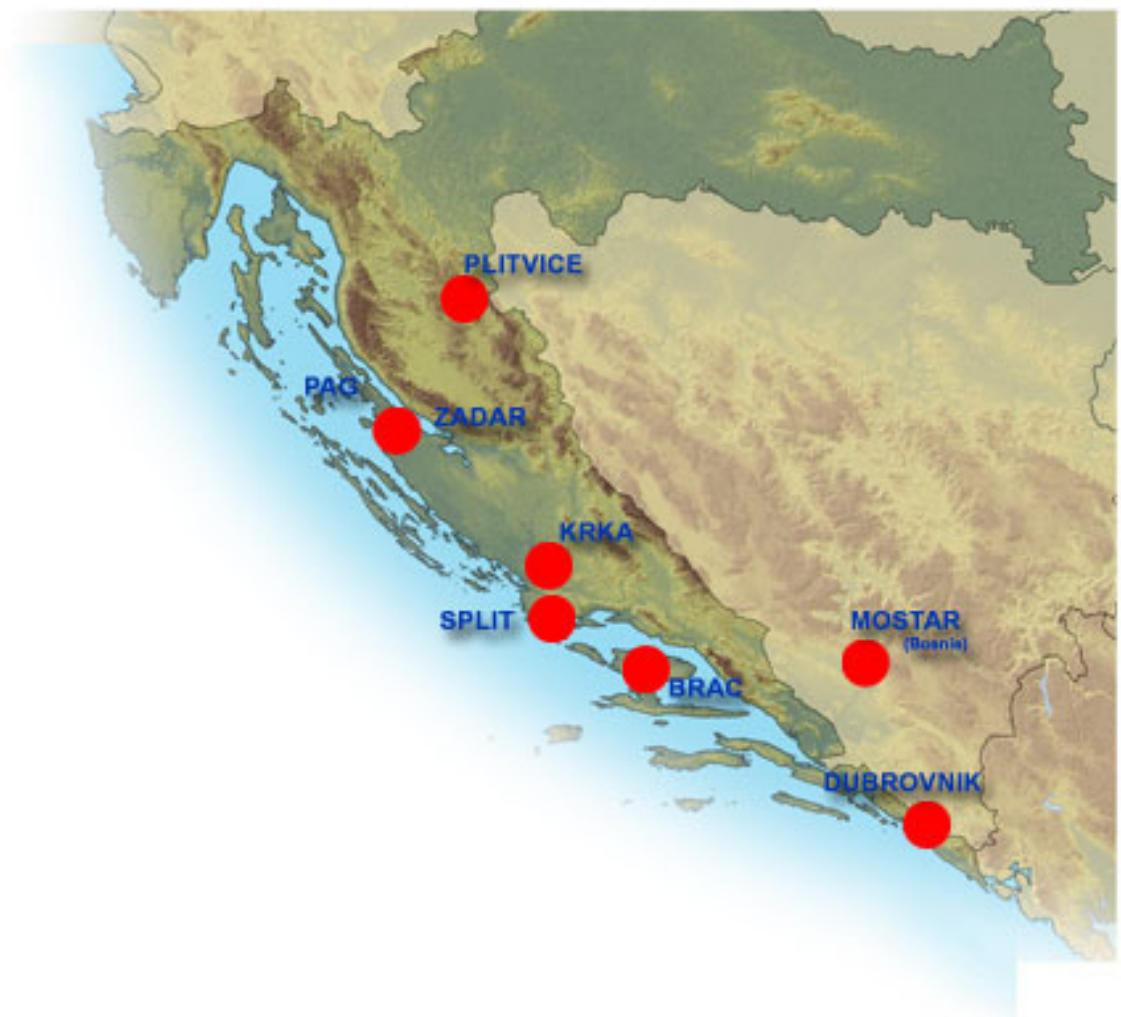 PLITVICE
PAG
ZADAR
KRKA
SPLIT
MOSTAR
(Bosnia)
BRAC
DUBROVNIK